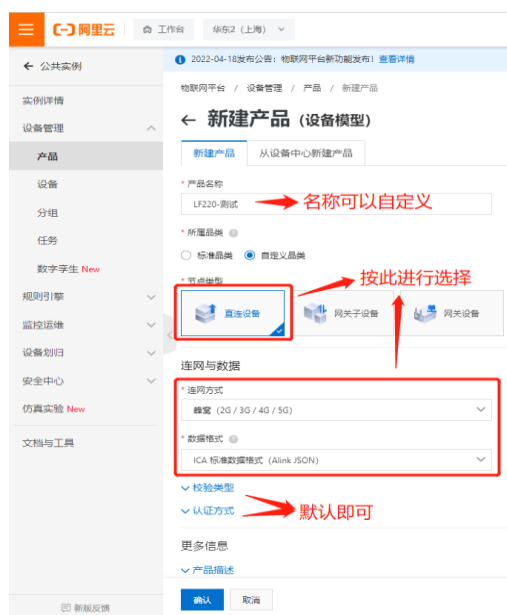 阿里云
工作台
华东2（上海）
公共实例
2022-04-18发布公告：物联网平台新功能发布！查看详情
实例详情
设备管理
产品
设备
分组
任务
数字孪生 New
规则引擎
监控运维
设备划归
安全中心
仿真实验 New
文档与工具
新版反馈
物联网平台 / 设备管理 / 产品 / 新建产品
新建产品（设备模型）
新建产品
从设备中心新建产品
* 产品名称
LF220-测试
名称可以自定义
* 所属品类
标准品类
自定义品类
* 节点类型
按此进行选择
直连设备
网关子设备
网关设备
连网与数据
* 连网方式
蜂窝（2G / 3G / 4G / 5G）
* 数据格式
ICA 标准数据格式（Alink JSON）
校验类型
认证方式
默认即可
更多信息
产品描述
确认
取消